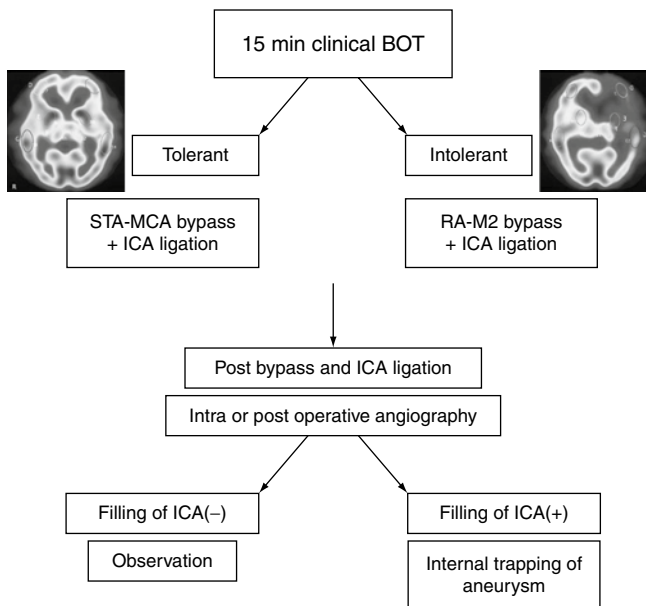 15 min clinical BOT
Tolerant
Intolerant
STA-MCA bypass
+ ICA ligation
RA-M2 bypass
+ ICA ligation
Post bypass and ICA ligation
Intra or post operative angiography
Filling of ICA(−)
Filling of ICA(+)
Observation
Internal trapping of
aneurysm